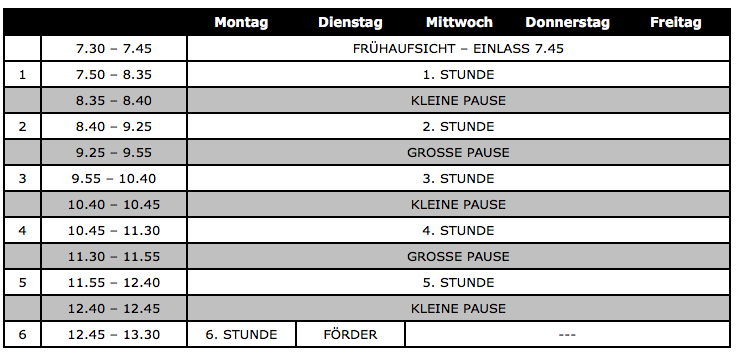 Montag Dienstag Mittwoch Donnerstag Freitag
7.30 – 7.45 FRÜHAUFSICHT – EINLASS 7.45
1 7.50 – 8.35 1. STUNDE
8.35 – 8.40 KLEINE PAUSE
2 8.40 – 9.25 2. STUNDE
9.25 – 9.55 GROSSE PAUSE
3 9.55 – 10.40 3. STUNDE
10.40 – 10.45 KLEINE PAUSE
4 10.45 – 11.30 4. STUNDE
11.30 – 11.55 GROSSE PAUSE
5 11.55 – 12.40 5. STUNDE
12.40 – 12.45 KLEINE PAUSE
6 12.45 – 13.30 6. STUNDE FÖRDER ---